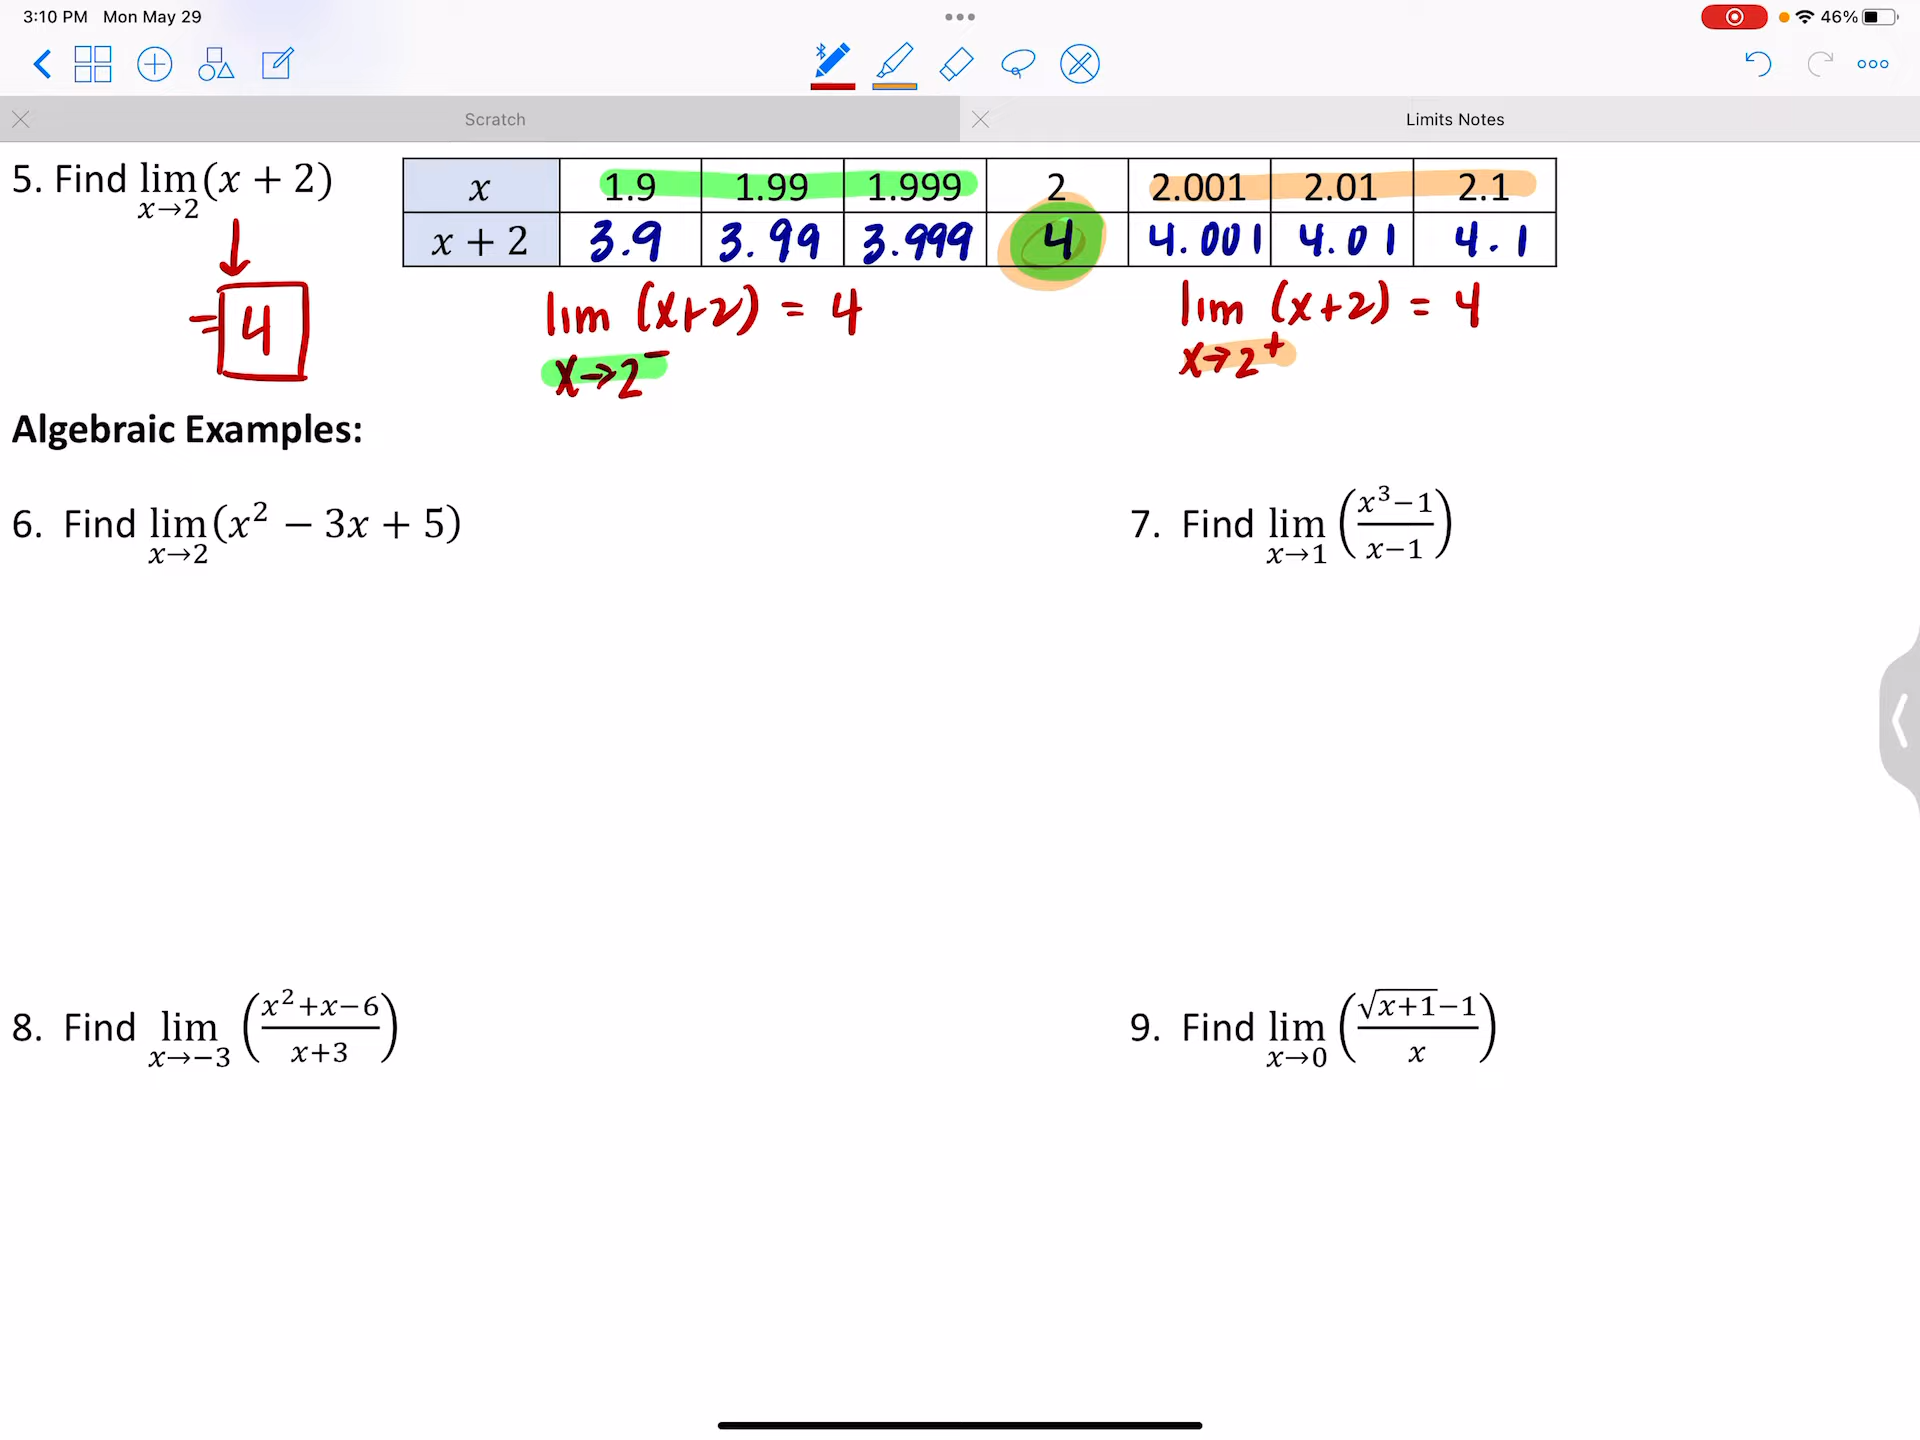 3:10 PM Mon May 29
46%
Scratch
Limits Notes
5. Find lim(x + 2)
x→2
x 1.9 1.99 1.999 2 2.001 2.01 2.1
x + 2 3.9 3.99 3.999 4 4.001 4.01 4.1
= 4
lim (x+2) = 4
x→2⁻
lim (x+2) = 4
x→2⁺
Algebraic Examples:
6. Find lim(x² − 3x + 5)
x→2
7. Find lim ((x³−1)/(x−1))
x→1
8. Find lim ((x²+x−6)/(x+3))
x→−3
9. Find lim ((√(x+1)−1)/x)
x→0